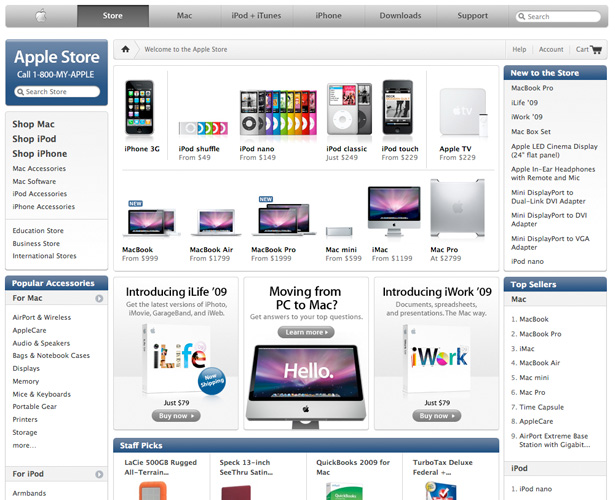 Store
Mac
iPod + iTunes
iPhone
Downloads
Support
Search
Apple Store
Call 1-800-MY-APPLE
Search Store
Welcome to the Apple Store
Help
Account
Cart
Shop Mac
Shop iPod
Shop iPhone
Mac Accessories
Mac Software
iPod Accessories
iPhone Accessories
Education Store
Business Store
International Stores
Popular Accessories
For Mac
AirPort & Wireless
AppleCare
Audio & Speakers
Bags & Notebook Cases
Displays
Memory
Mice & Keyboards
Portable Gear
Printers
Storage
more...
For iPod
Armbands
iPhone 3G
iPod shuffle
From $49
iPod nano
From $149
iPod classic
Just $249
iPod touch
From $229
tv
Apple TV
From $229
NEW
MacBook
From $999
MacBook Air
From $1799
NEW
MacBook Pro
From $1999
Mac mini
From $599
iMac
From $1199
Mac Pro
At $2799
Introducing iLife ’09
Get the latest versions of iPhoto,
iMovie, GarageBand, and iWeb.
iLife
Now
Shipping
Just $79
Buy now
Moving from
PC to Mac?
Get answers to your top questions.
Learn more
Hello.
Introducing iWork ’09
Documents, spreadsheets,
and presentations. The Mac way.
iWork
Just $79
Buy now
Staff Picks
LaCie 500GB Rugged
All-Terrain...
Speck 13-inch
SeeThru Satin...
QuickBooks 2009 for
Mac
TurboTax Deluxe
Federal +...
New to the Store
MacBook Pro
iLife ’09
iWork ’09
Mac Box Set
Apple LED Cinema Display
(24" flat panel)
Apple In-Ear Headphones
with Remote and Mic
Mini DisplayPort to
Dual-Link DVI Adapter
Mini DisplayPort to DVI
Adapter
Mini DisplayPort to VGA
Adapter
iPod nano
Top Sellers
Mac
1. MacBook
2. MacBook Pro
3. iMac
4. MacBook Air
5. Mac mini
6. Mac Pro
7. Time Capsule
8. AppleCare
9. AirPort Extreme Base
Station with Gigabit...
iPod
1. iPod nano